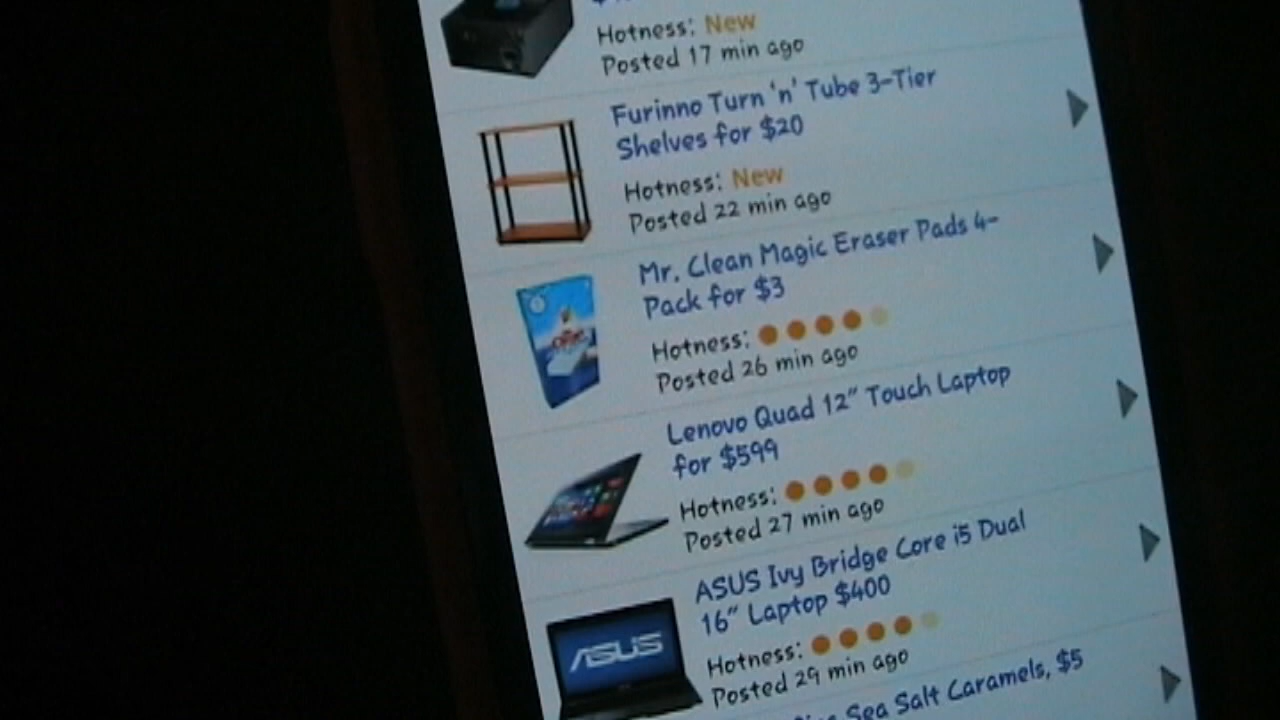 Hotness: New
Posted 17 min ago
Furinno Turn 'n' Tube 3-Tier
Shelves for $20
Hotness: New
Posted 22 min ago
Mr. Clean Magic Eraser Pads 4-
Pack for $3
Hotness:
Posted 26 min ago
Lenovo Quad 12" Touch Laptop
for $599
Hotness:
Posted 27 min ago
ASUS Ivy Bridge Core i5 Dual
16" Laptop $400
ASUS
Hotness:
Posted 29 min ago
Sea Salt Caramels, $5